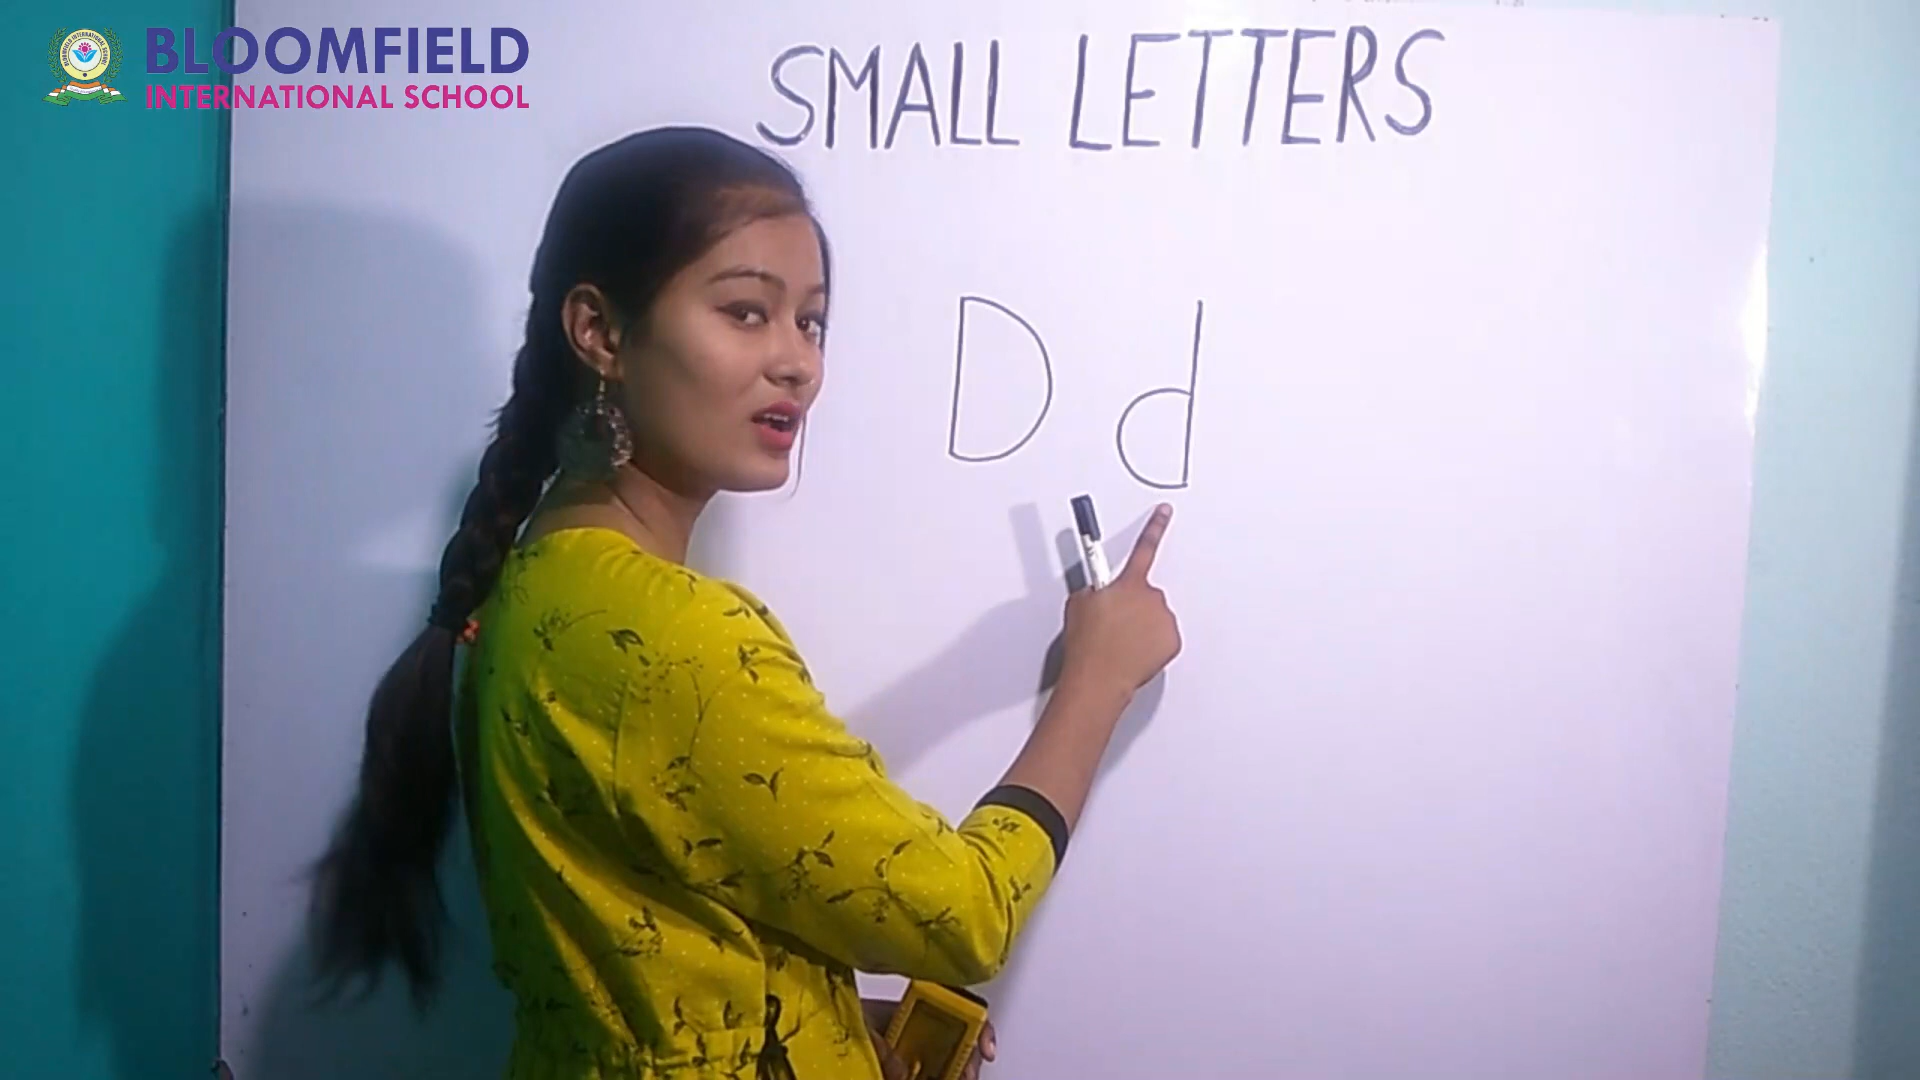 BLOOMFIELD
INTERNATIONAL SCHOOL
SMALL LETTERS
D d